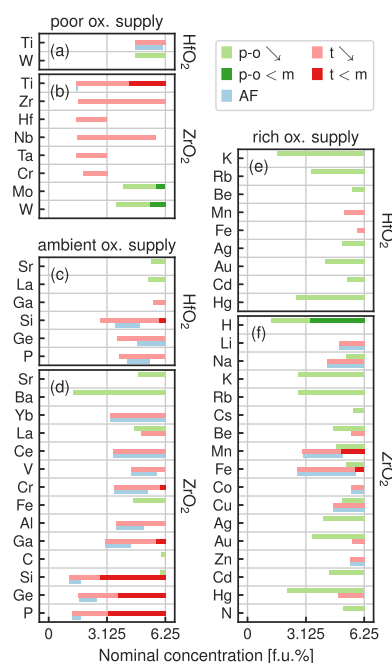 poor ox. supply
Ti
(a)
W
HfO₂
Ti
(b)
Zr
Hf
Nb
Ta
Cr
Mo
W
ZrO₂
ambient ox. supply
Sr
(c)
La
Ga
Si
Ge
P
HfO₂
Sr
(d)
Ba
Yb
La
Ce
V
Cr
Fe
Al
Ga
C
Si
Ge
P
ZrO₂
0 3.125 6.25
p-o ↘ t ↘
p-o < m t < m
AF
rich ox. supply
K
(e)
Rb
Be
Mn
Fe
Ag
Au
Cd
Hg
HfO₂
H
(f)
Li
Na
K
Rb
Cs
Be
Mn
Fe
Co
Cu
Ag
Au
Zn
Cd
Hg
N
ZrO₂
0 3.125 6.25
Nominal concentration [f.u.%]